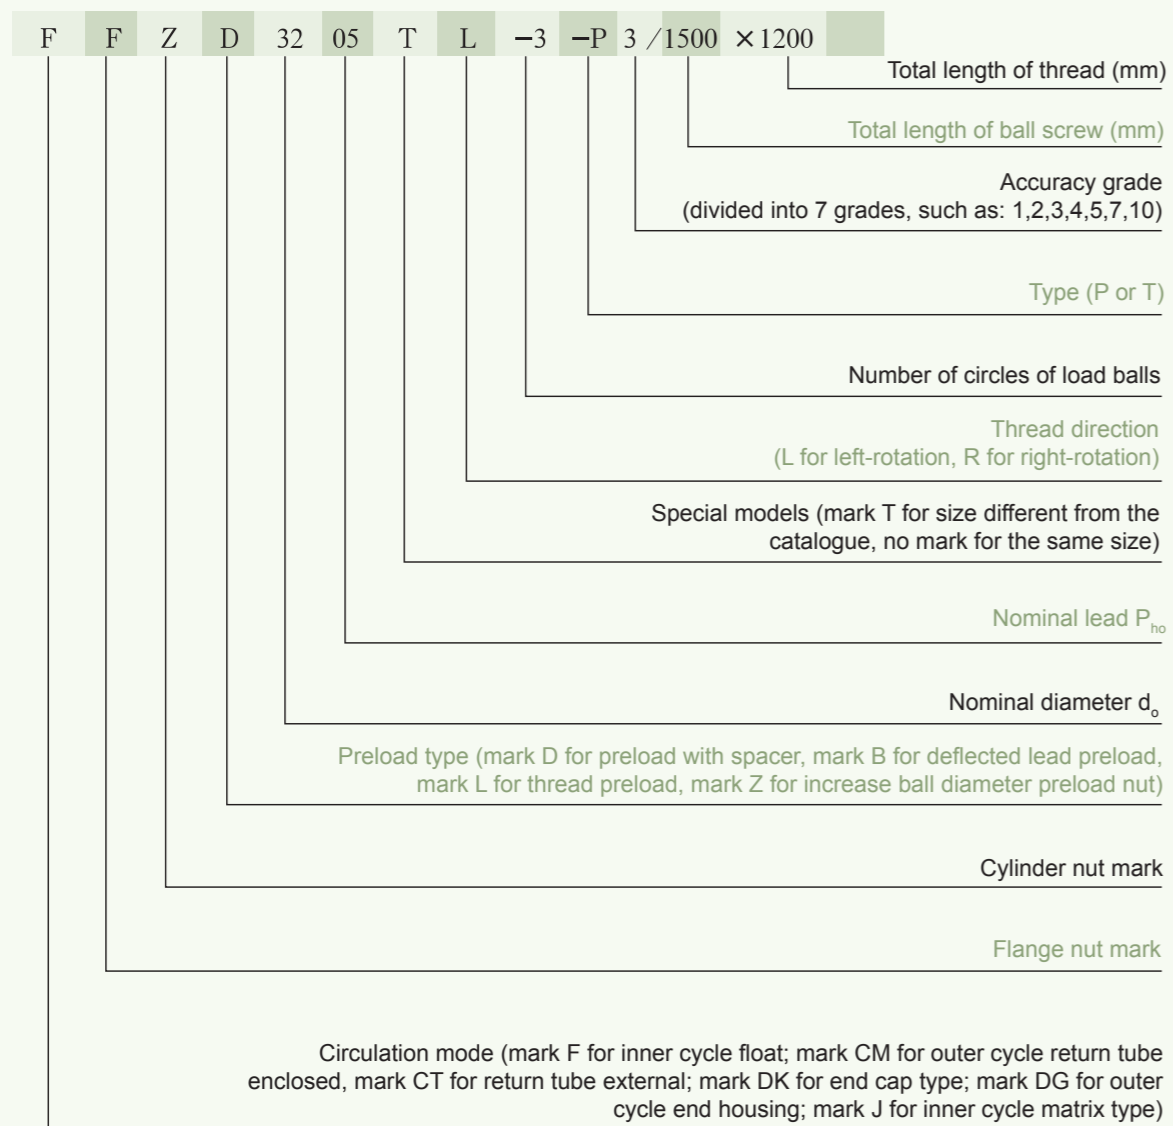 F F Z D 32 05 T L −3 −P 3 /1500 ×1200
Total length of thread (mm)
Total length of ball screw (mm)
Accuracy grade
(divided into 7 grades, such as: 1,2,3,4,5,7,10)
Type (P or T)
Number of circles of load balls
Thread direction
(L for left-rotation, R for right-rotation)
Special models (mark T for size different from the
catalogue, no mark for the same size)
Nominal lead Pho
Nominal diameter do
Preload type (mark D for preload with spacer, mark B for deflected lead preload,
mark L for thread preload, mark Z for increase ball diameter preload nut)
Cylinder nut mark
Flange nut mark
Circulation mode (mark F for inner cycle float; mark CM for outer cycle return tube
enclosed, mark CT for return tube external; mark DK for end cap type; mark DG for outer
cycle end housing; mark J for inner cycle matrix type)